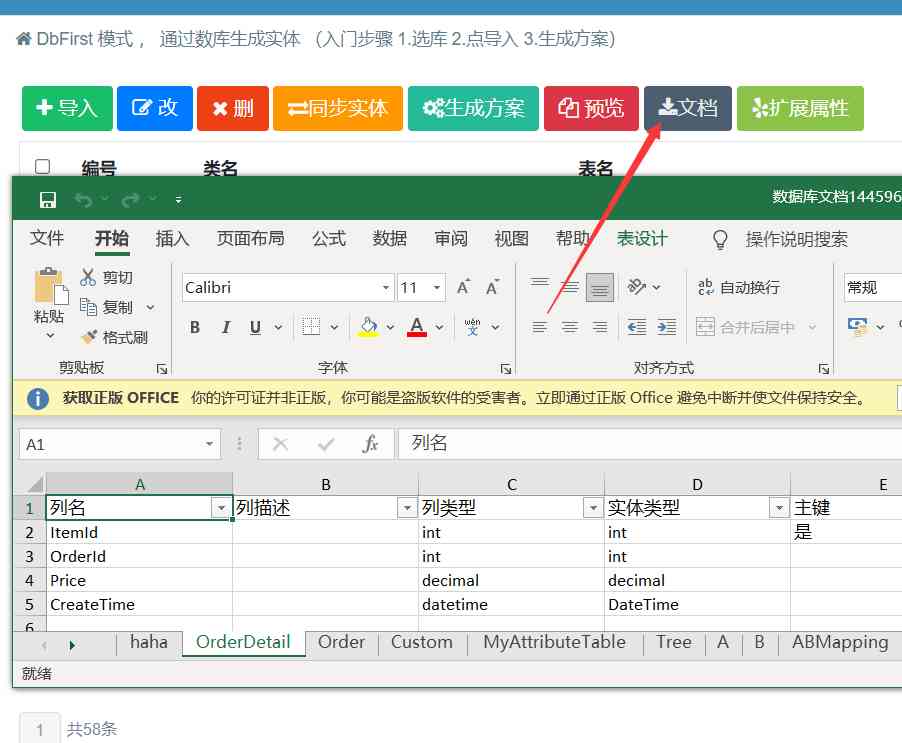 DbFirst 模式， 通过数库生成实体 （入门步骤 1.选库 2.点导入 3.生成方案）
导入 改 删 同步实体 生成方案 预览 文档 扩展属性
编号 类名 表名
数据库文档144596
文件 开始 插入 页面布局 公式 数据 审阅 视图 帮助 表设计 操作说明搜索
剪切
Calibri 11 ab 自动换行 常规
粘贴 复制
B I U A wén 文 合并后居中
格式刷
剪贴板 字体 对齐方式
获取正版 OFFICE 你的许可证并非正版，你可能是盗版软件的受害者。立即通过正版 Office 避免中断并使文件保持安全。
A1 fx 列名
A B C D E
1 列名 列描述 列类型 实体类型 主键
2 ItemId int int 是
3 OrderId int int
4 Price decimal decimal
5 CreateTime datetime DateTime
6
haha OrderDetail Order Custom MyAttributeTable Tree A B ABMapping
就绪
1 共58条